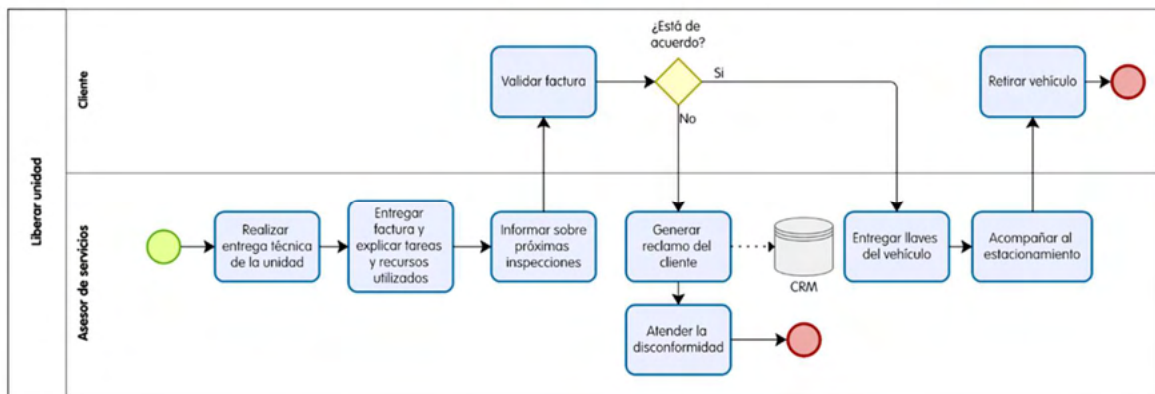 Liberar unidad
Cliente
Validar factura
¿Está de
acuerdo?
Si
No
Retirar vehículo
Asesor de servicios
Realizar
entrega técnica
de la unidad
Entregar
factura y
explicar tareas
y recursos
utilizados
Informar sobre
próximas
inspecciones
Generar
reclamo del
cliente
CRM
Entregar llaves
del vehículo
Acompañar al
estacionamiento
Atender la
disconformidad